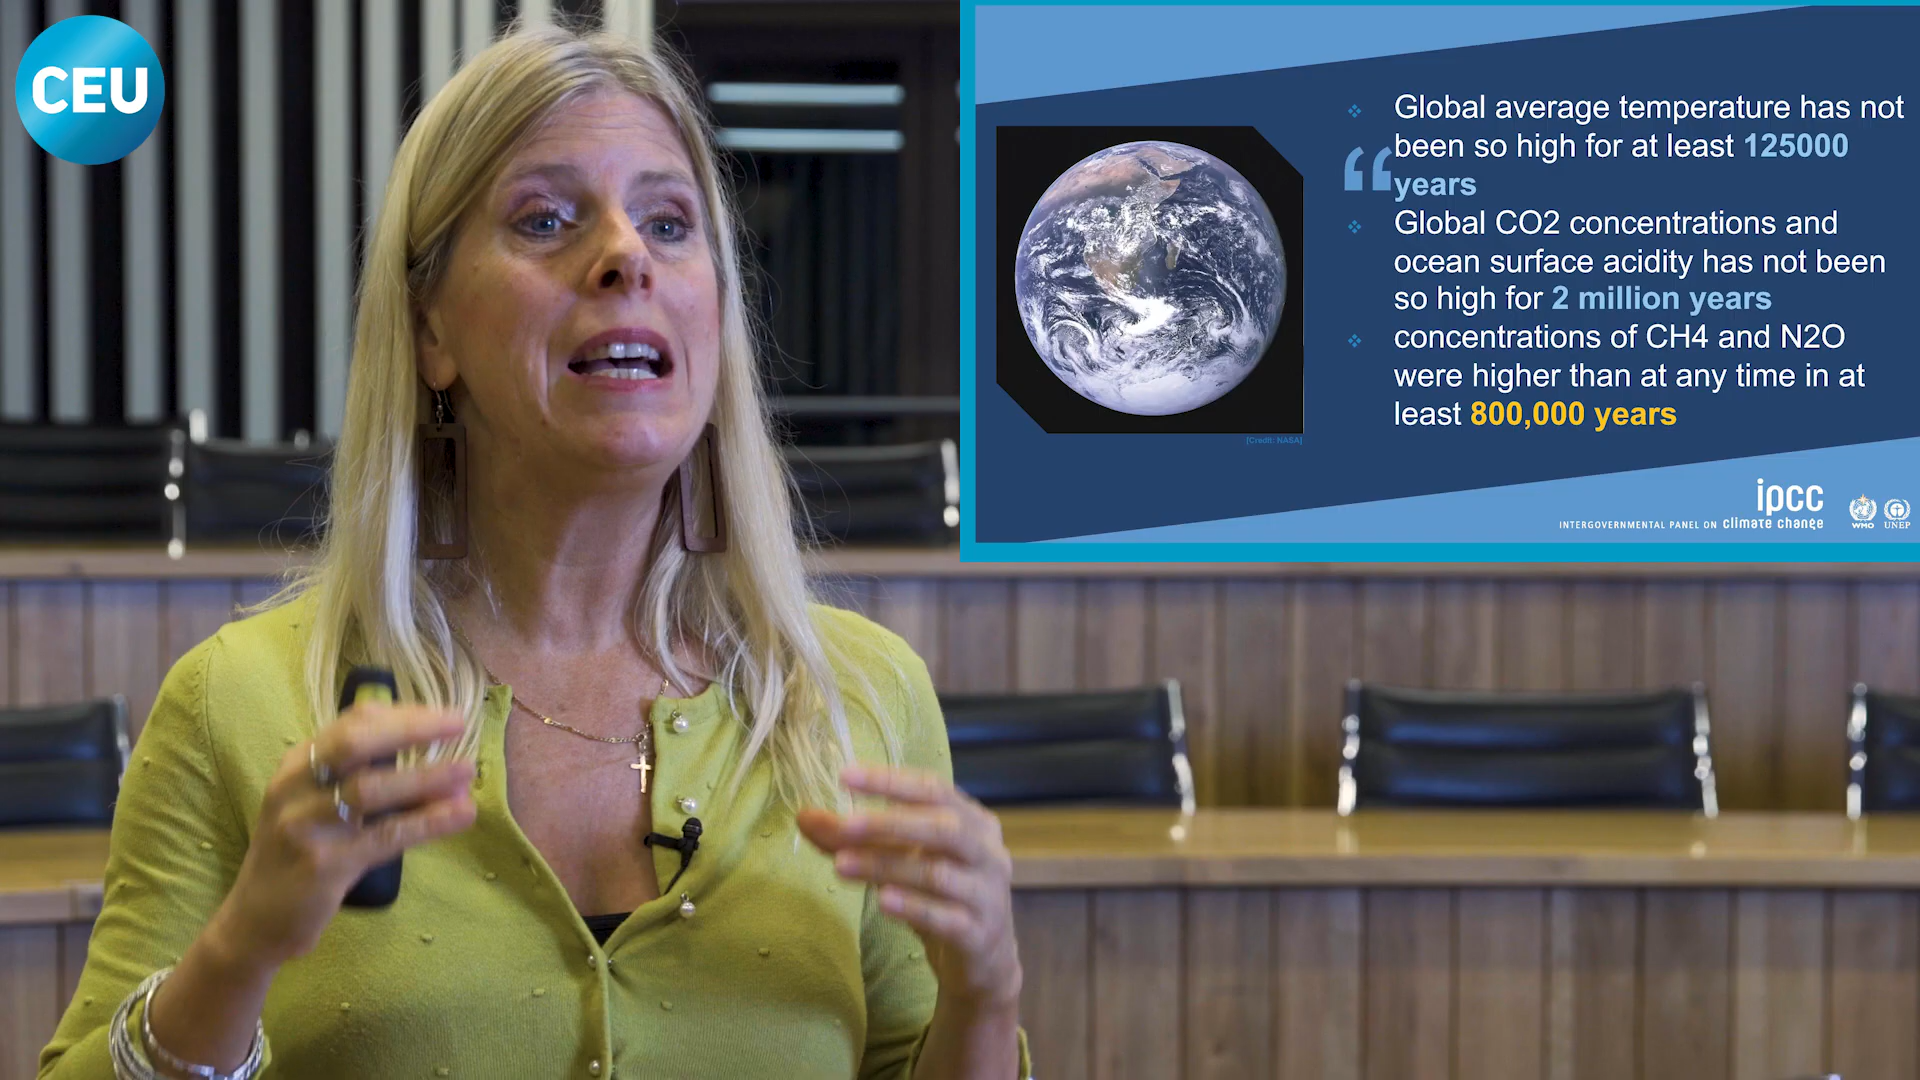 CEU
Global average temperature has not
been so high for at least 125000
“
years
Global CO2 concentrations and
ocean surface acidity has not been
so high for 2 million years
concentrations of CH4 and N2O
were higher than at any time in at
least 800,000 years
[Credit: NASA]
ipcc
INTERGOVERNMENTAL PANEL ON climate change
WMO
UNEP